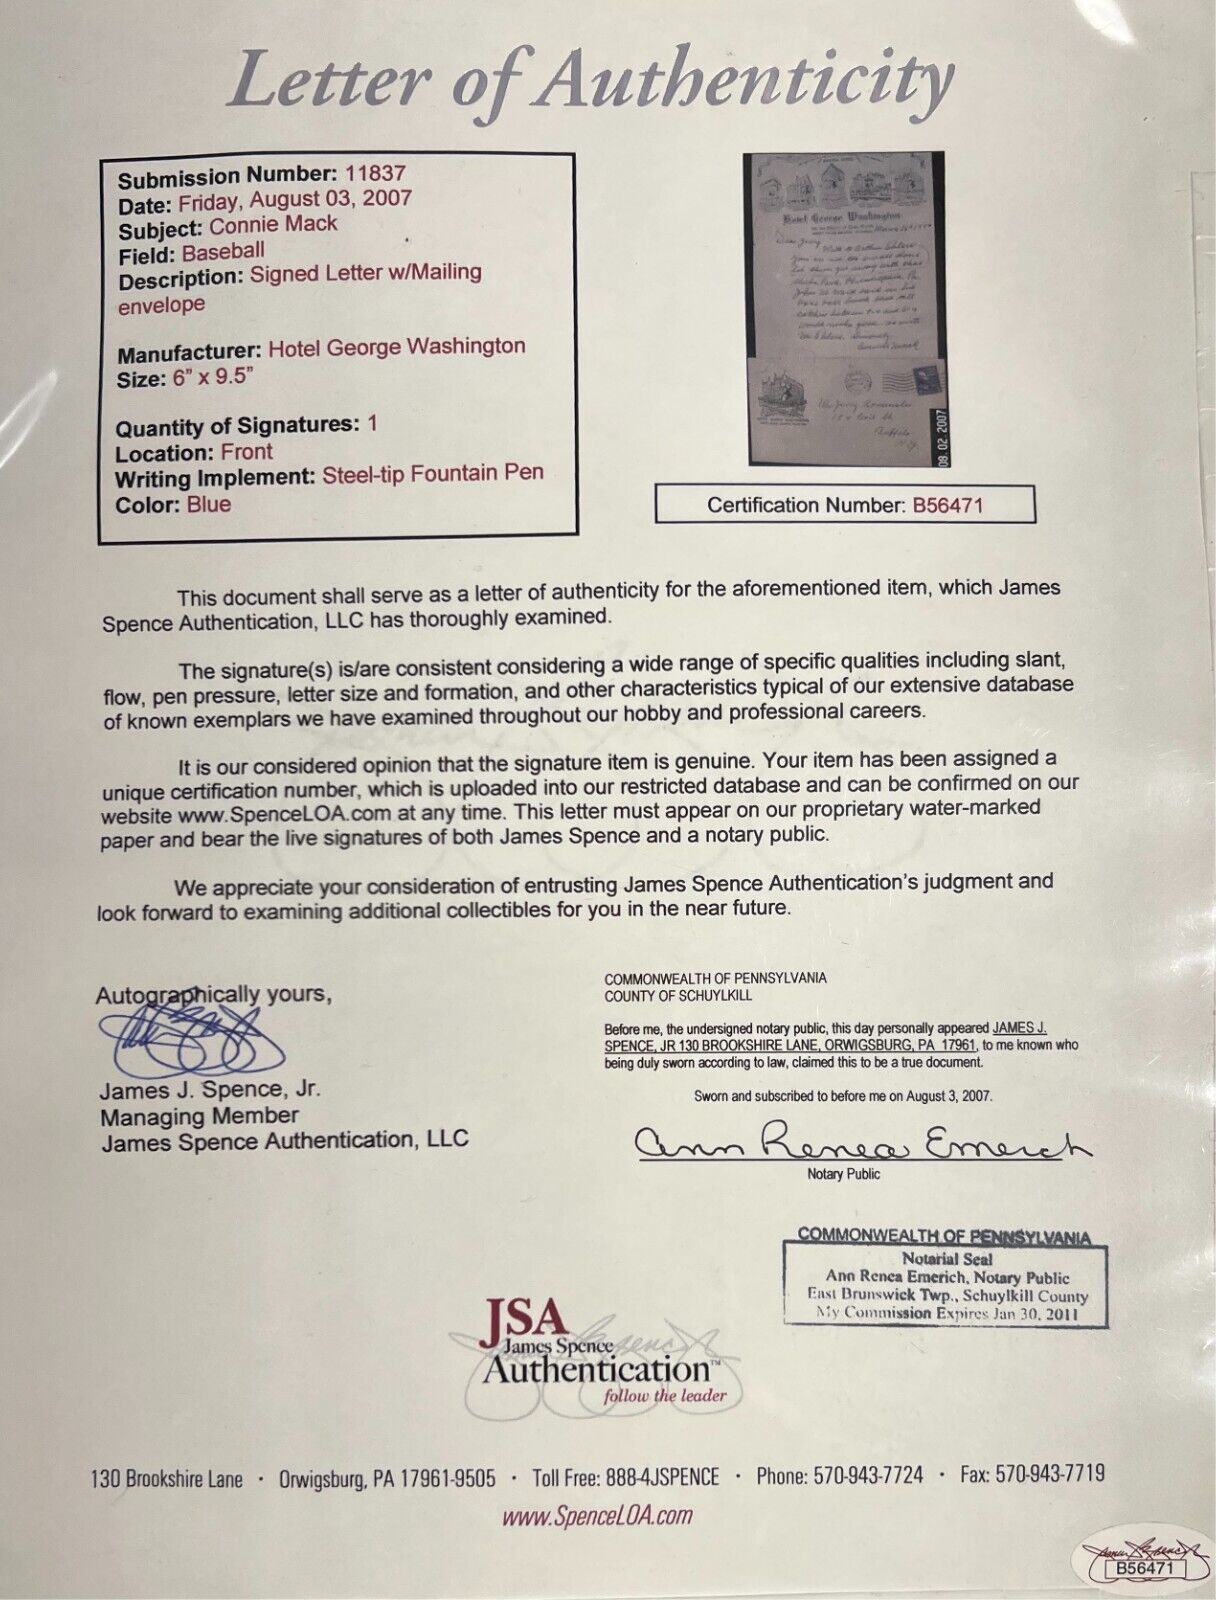 Letter of Authenticity
Submission Number: 11837
Date: Friday, August 03, 2007
Subject: Connie Mack
Field: Baseball
Description: Signed Letter w/Mailing
envelope
Manufacturer: Hotel George Washington
Size: 6" x 9.5"
Quantity of Signatures: 1
Location: Front
Writing Implement: Steel-tip Fountain Pen
Color: Blue
Hotel George Washington
Dear Jerry
Shibe Park, Philadelphia Pa.
Sincerely
Connie Mack
Buffalo
N.Y.
08. 02. 2007
Certification Number: B56471
This document shall serve as a letter of authenticity for the aforementioned item, which James
Spence Authentication, LLC has thoroughly examined.
The signature(s) is/are consistent considering a wide range of specific qualities including slant,
flow, pen pressure, letter size and formation, and other characteristics typical of our extensive database
of known exemplars we have examined throughout our hobby and professional careers.
It is our considered opinion that the signature item is genuine. Your item has been assigned a
unique certification number, which is uploaded into our restricted database and can be confirmed on our
website www.SpenceLOA.com at any time. This letter must appear on our proprietary water-marked
paper and bear the live signatures of both James Spence and a notary public.
We appreciate your consideration of entrusting James Spence Authentication's judgment and
look forward to examining additional collectibles for you in the near future.
Autographically yours,
James J. Spence, Jr.
Managing Member
James Spence Authentication, LLC
COMMONWEALTH OF PENNSYLVANIA
COUNTY OF SCHUYLKILL
Before me, the undersigned notary public, this day personally appeared JAMES J.
SPENCE, JR 130 BROOKSHIRE LANE, ORWIGSBURG, PA 17961, to me known who
being duly sworn according to law, claimed this to be a true document.
Sworn and subscribed to before me on August 3, 2007.
Ann Renea Emerich
Notary Public
COMMONWEALTH OF PENNSYLVANIA
Notarial Seal
Ann Renea Emerich, Notary Public
East Brunswick Twp., Schuylkill County
My Commission Expires Jan 30, 2011
JSA
James Spence
Authentication™
follow the leader
130 Brookshire Lane · Orwigsburg, PA 17961-9505 · Toll Free: 888-4JSPENCE · Phone: 570-943-7724 · Fax: 570-943-7719
www.SpenceLOA.com
B56471